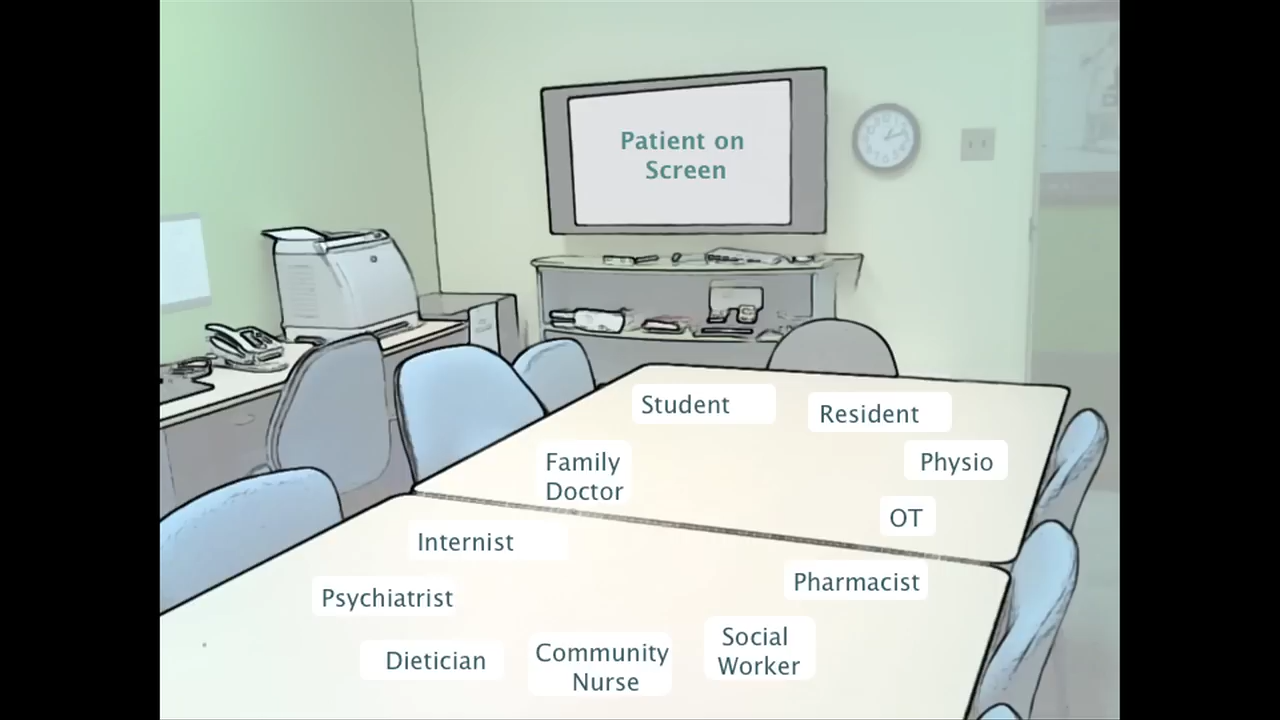 Patient on
Screen
Student
Resident
Family
Doctor
Physio
OT
Internist
Pharmacist
Psychiatrist
Social
Worker
Dietician
Community
Nurse